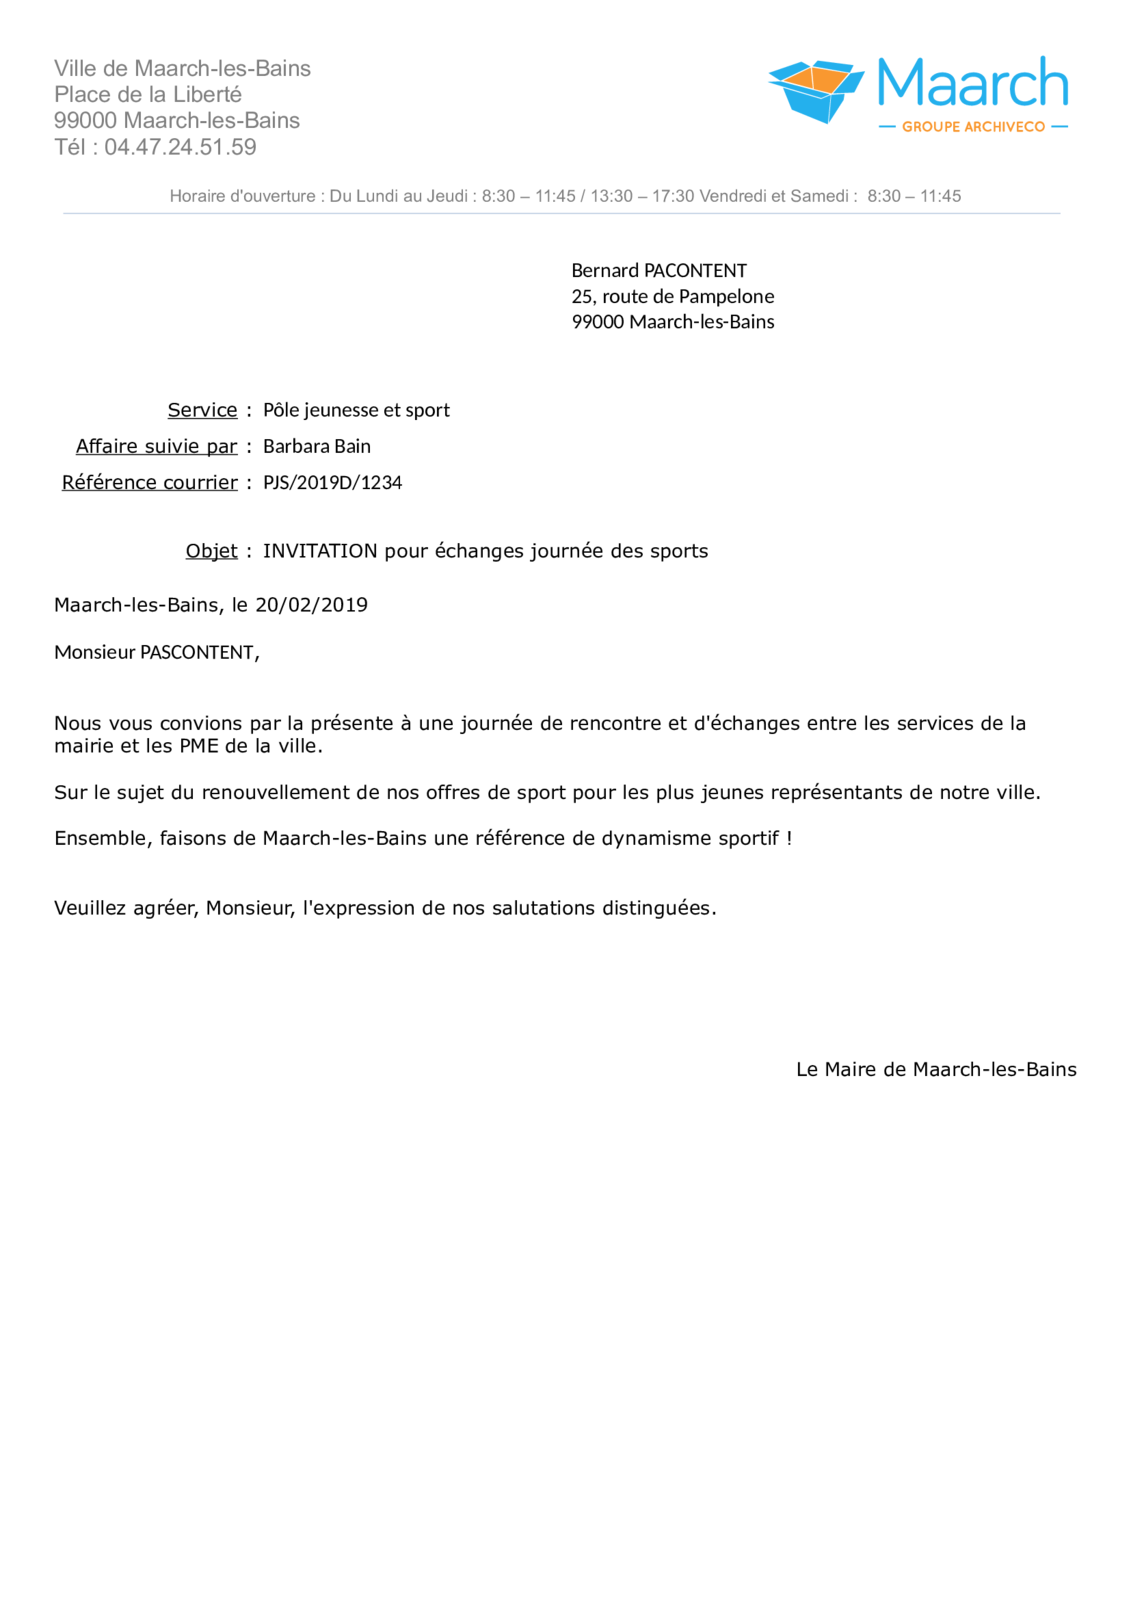 Ville de Maarch-les-Bains
Place de la Liberté
99000 Maarch-les-Bains
Tél : 04.47.24.51.59
Maarch
GROUPE ARCHIVECO
Horaire d'ouverture : Du Lundi au Jeudi : 8:30 – 11:45 / 13:30 – 17:30 Vendredi et Samedi :  8:30 – 11:45
Bernard PACONTENT
25, route de Pampelone
99000 Maarch-les-Bains
Service : Pôle jeunesse et sport
Affaire suivie par : Barbara Bain
Référence courrier : PJS/2019D/1234
Objet : INVITATION pour échanges journée des sports
Maarch-les-Bains, le 20/02/2019
Monsieur PASCONTENT,
Nous vous convions par la présente à une journée de rencontre et d'échanges entre les services de la
mairie et les PME de la ville.
Sur le sujet du renouvellement de nos offres de sport pour les plus jeunes représentants de notre ville.
Ensemble, faisons de Maarch-les-Bains une référence de dynamisme sportif !
Veuillez agréer, Monsieur, l'expression de nos salutations distinguées.
Le Maire de Maarch-les-Bains